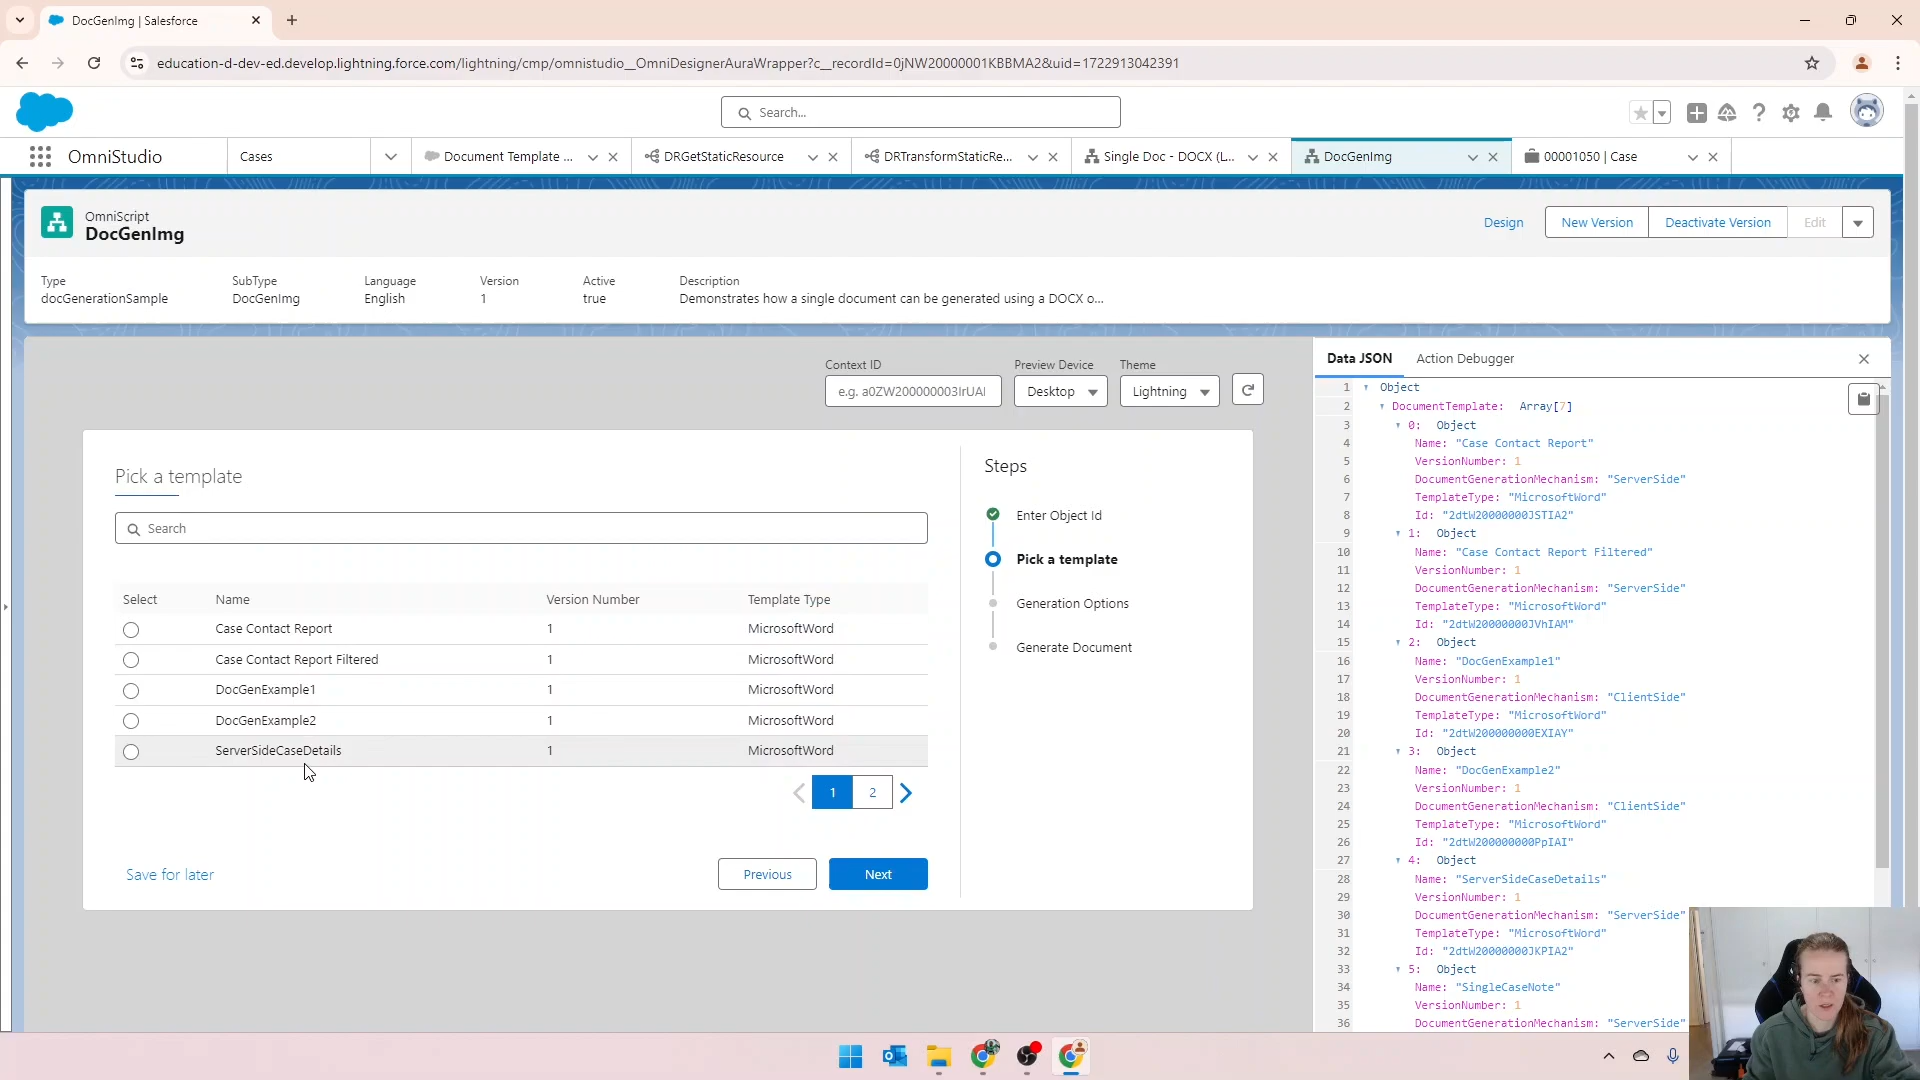 DocGenImg | Salesforce
education-d-dev-ed.develop.lightning.force.com/lightning/cmp/omnistudio__OmniDesignerAuraWrapper?c__recordId=0jNW20000001KBBMA2&uid=1722913042391
Search...
OmniStudio
Cases
Document Template ...
DRGetStaticResource
DRTransformStaticRe...
Single Doc - DOCX (L...
DocGenImg
00001050 | Case
OmniScript
DocGenImg
Design
New Version
Deactivate Version
Edit
Type
docGenerationSample
SubType
DocGenImg
Language
English
Version
1
Active
true
Description
Demonstrates how a single document can be generated using a DOCX o...
Context ID
e.g. a0ZW200000003IrUAI
Preview Device
Desktop
Theme
Lightning
Pick a template
Search
Select Name Version Number Template Type
Case Contact Report 1 MicrosoftWord
Case Contact Report Filtered 1 MicrosoftWord
DocGenExample1 1 MicrosoftWord
DocGenExample2 1 MicrosoftWord
ServerSideCaseDetails 1 MicrosoftWord
1 2
Save for later
Previous
Next
Steps
Enter Object Id
Pick a template
Generation Options
Generate Document
Data JSON
Action Debugger
1 Object
2 DocumentTemplate: Array[7]
3 0: Object
4 Name: "Case Contact Report"
5 VersionNumber: 1
6 DocumentGenerationMechanism: "ServerSide"
7 TemplateType: "MicrosoftWord"
8 Id: "2dtW20000000JSTIA2"
9 1: Object
10 Name: "Case Contact Report Filtered"
11 VersionNumber: 1
12 DocumentGenerationMechanism: "ServerSide"
13 TemplateType: "MicrosoftWord"
14 Id: "2dtW20000000JVhIAM"
15 2: Object
16 Name: "DocGenExample1"
17 VersionNumber: 1
18 DocumentGenerationMechanism: "ClientSide"
19 TemplateType: "MicrosoftWord"
20 Id: "2dtW200000000EXIAY"
21 3: Object
22 Name: "DocGenExample2"
23 VersionNumber: 1
24 DocumentGenerationMechanism: "ClientSide"
25 TemplateType: "MicrosoftWord"
26 Id: "2dtW200000000PpIAI"
27 4: Object
28 Name: "ServerSideCaseDetails"
29 VersionNumber: 1
30 DocumentGenerationMechanism: "ServerSide"
31 TemplateType: "MicrosoftWord"
32 Id: "2dtW20000000JKPIA2"
33 5: Object
34 Name: "SingleCaseNote"
35 VersionNumber: 1
36 DocumentGenerationMechanism: "ServerSide"